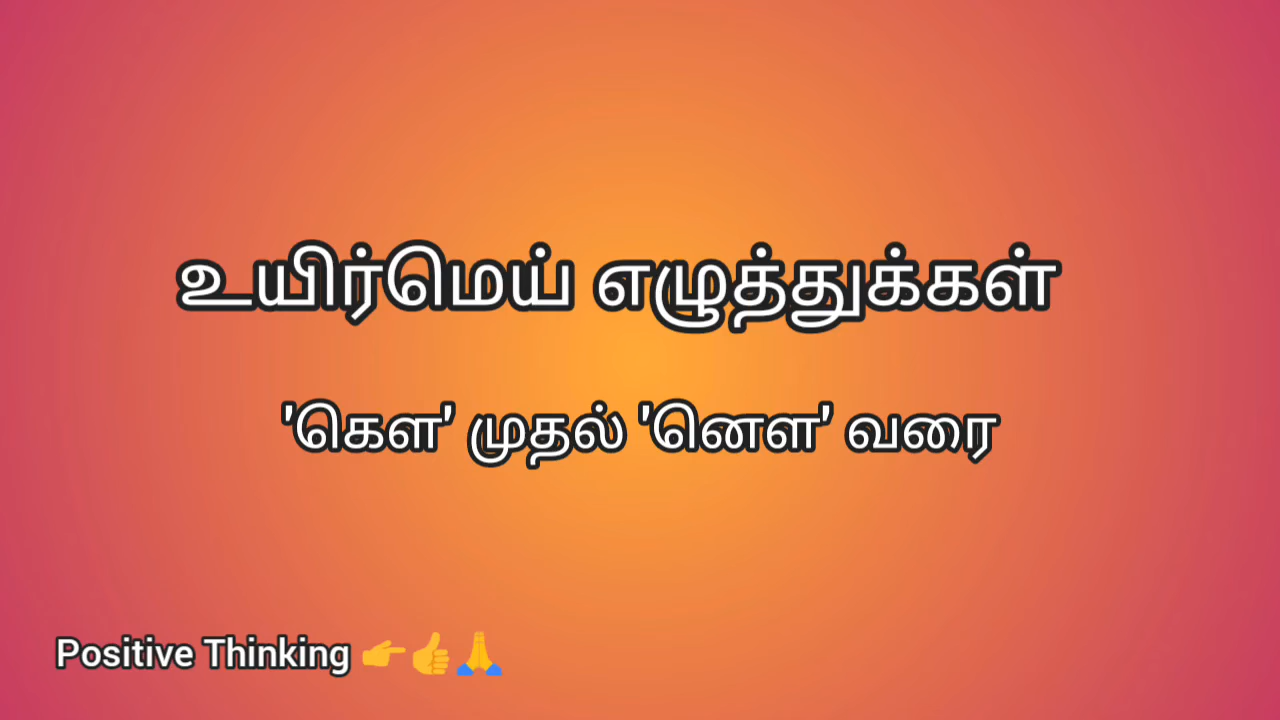 உயிர்மெய் எழுத்துக்கள்
'கௌ' முதல் 'னௌ' வரை
Positive Thinking 👉👍🙏